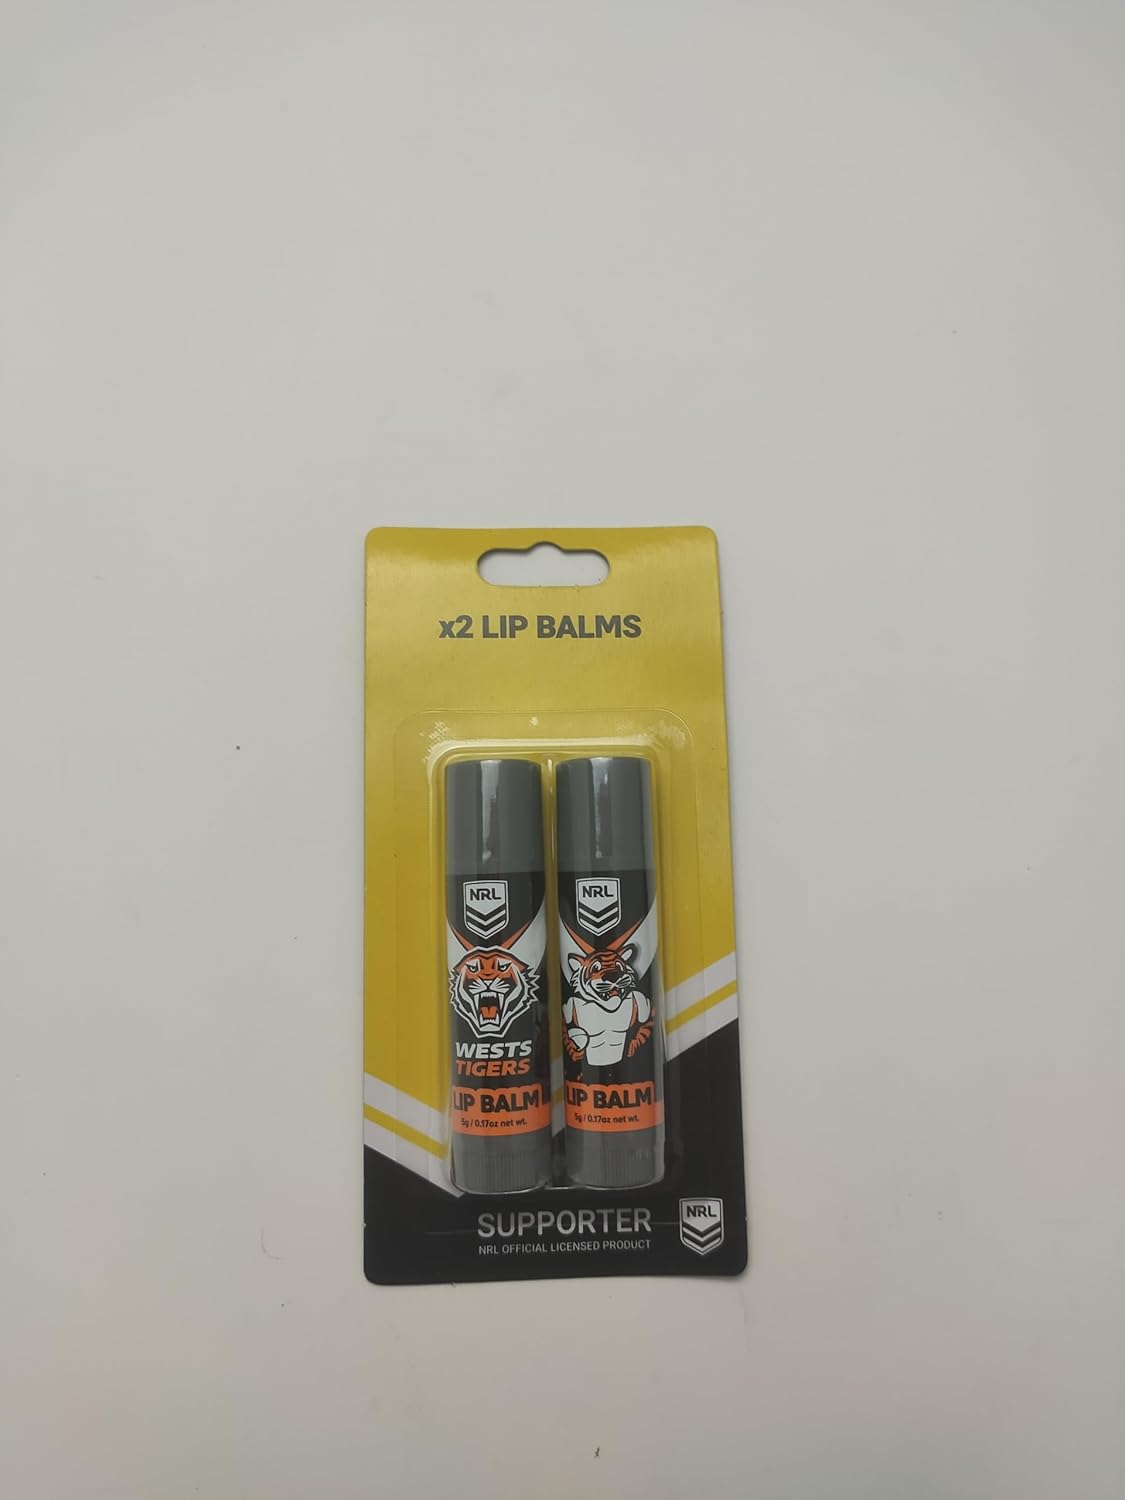 x2 LIP BALMS
NRL
NRL
WESTS
TIGERS
LIP BALM
5g / 0.17oz net wt.
LIP BALM
5g / 0.17oz net wt.
SUPPORTER
NRL OFFICIAL LICENSED PRODUCT
NRL